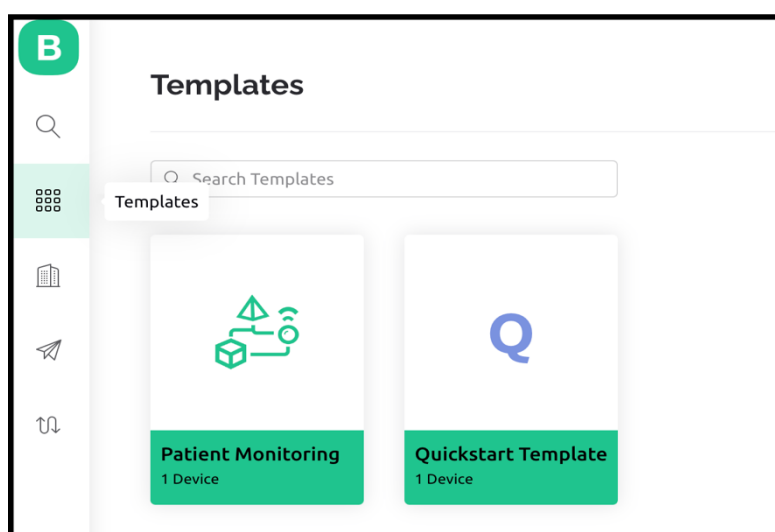 B
Templates
Search Templates
Templates
Q
Patient Monitoring
1 Device
Quickstart Template
1 Device